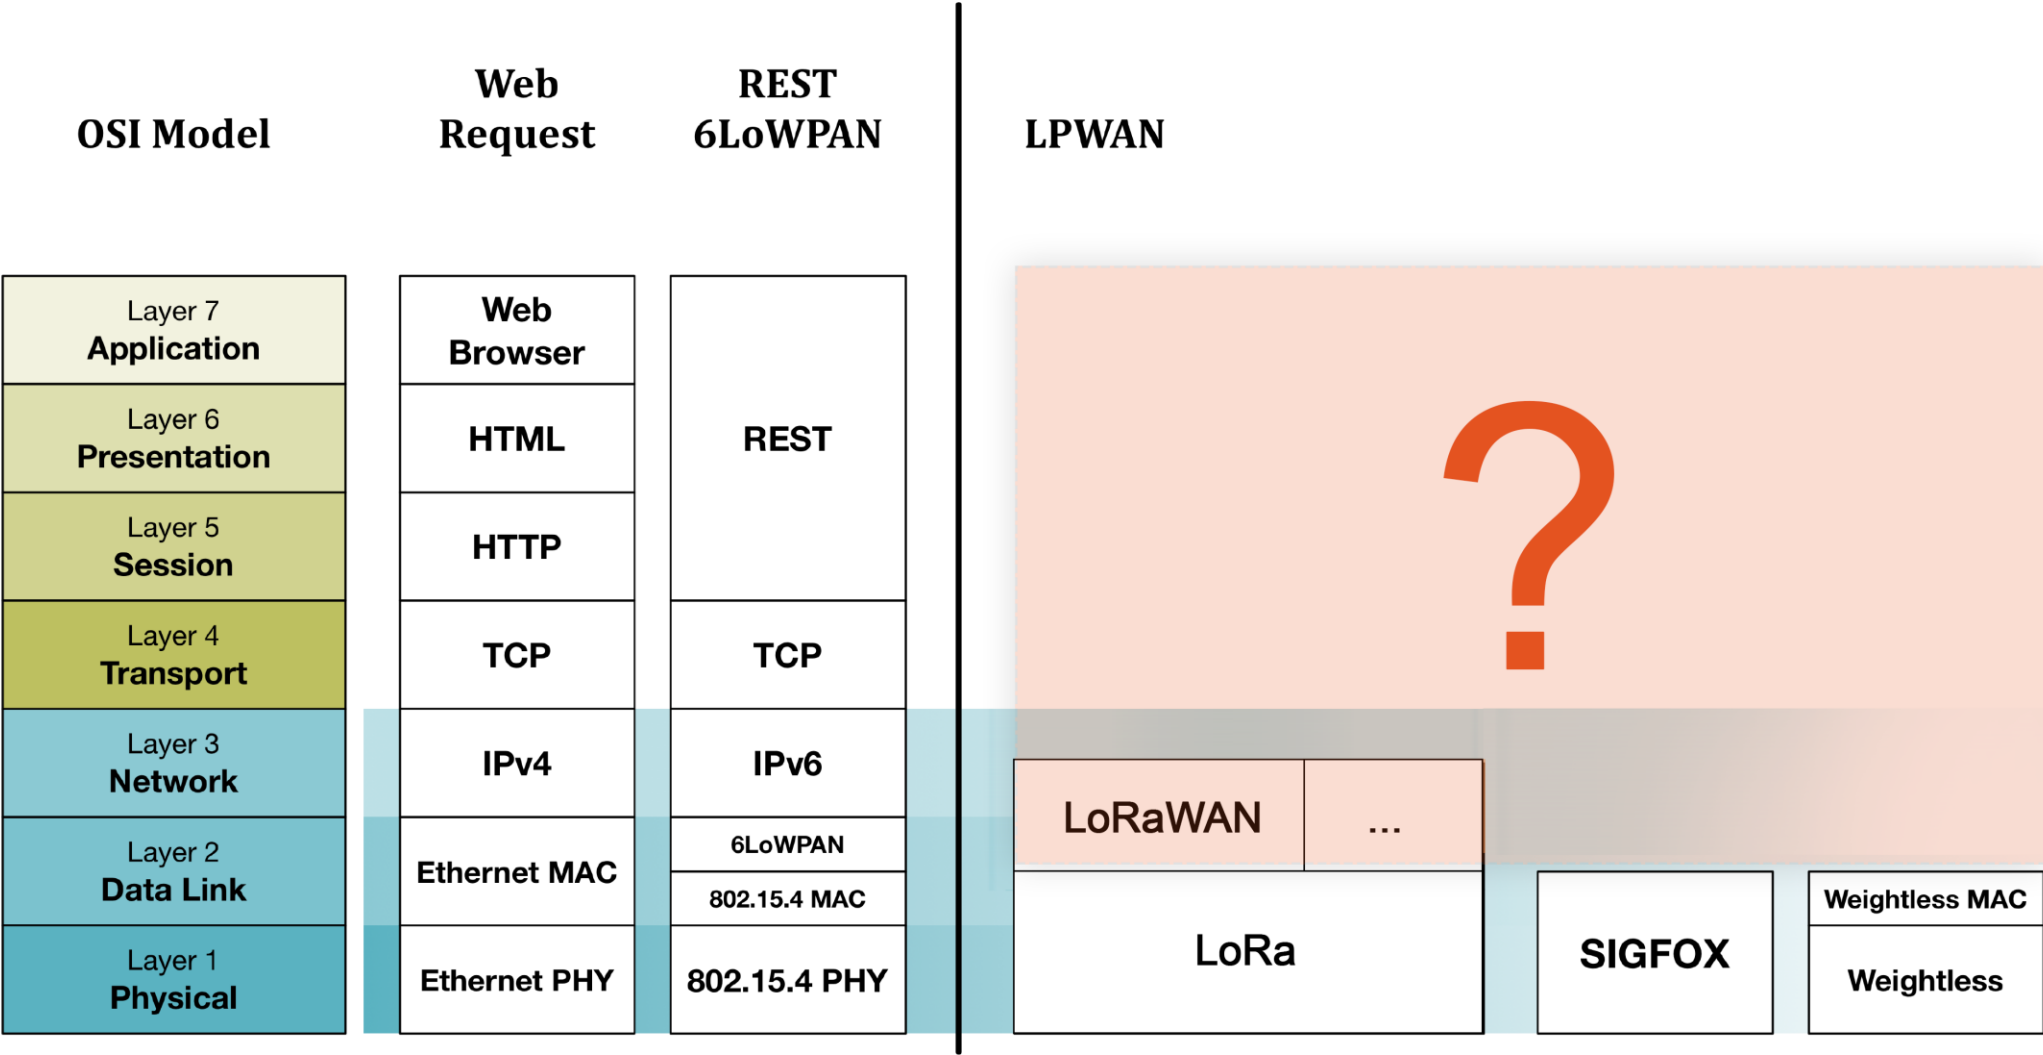 OSI Model
Web
Request
REST
6LoWPAN
LPWAN
Layer 7
Application
Layer 6
Presentation
Layer 5
Session
Layer 4
Transport
Layer 3
Network
Layer 2
Data Link
Layer 1
Physical
Web
Browser
HTML
HTTP
TCP
IPv4
Ethernet MAC
Ethernet PHY
REST
TCP
IPv6
6LoWPAN
802.15.4 MAC
802.15.4 PHY
?
LoRaWAN
...
LoRa
SIGFOX
Weightless MAC
Weightless